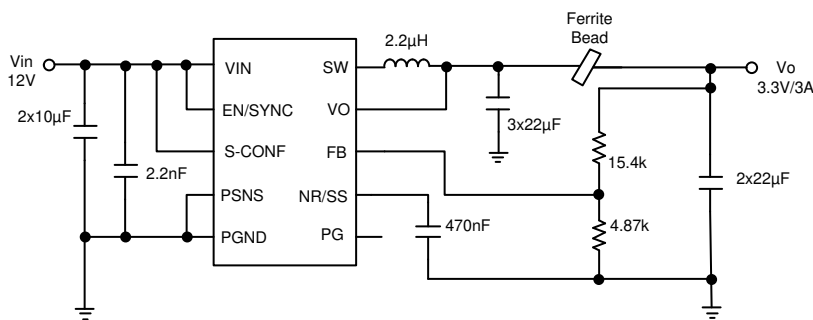 Ferrite
Bead
2.2µH
Vin
12V
VIN
SW
Vo
3.3V/3A
EN/SYNC
VO
2x10µF
3x22µF
S-CONF
FB
15.4k
2.2nF
2x22µF
PSNS
NR/SS
470nF
4.87k
PGND
PG